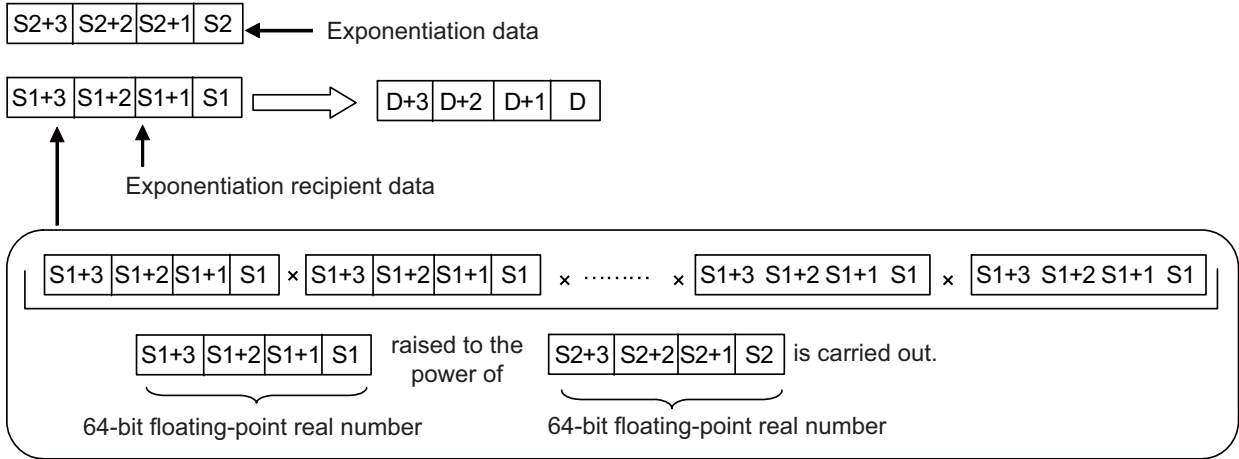 S2+3 S2+2 S2+1 S2 Exponentiation data
S1+3 S1+2 S1+1 S1 D+3 D+2 D+1 D
Exponentiation recipient data
S1+3 S1+2 S1+1 S1 × S1+3 S1+2 S1+1 S1 × ········· × S1+3 S1+2 S1+1 S1 × S1+3 S1+2 S1+1 S1
S1+3 S1+2 S1+1 S1 raised to the power of S2+3 S2+2 S2+1 S2 is carried out.
64-bit floating-point real number 64-bit floating-point real number